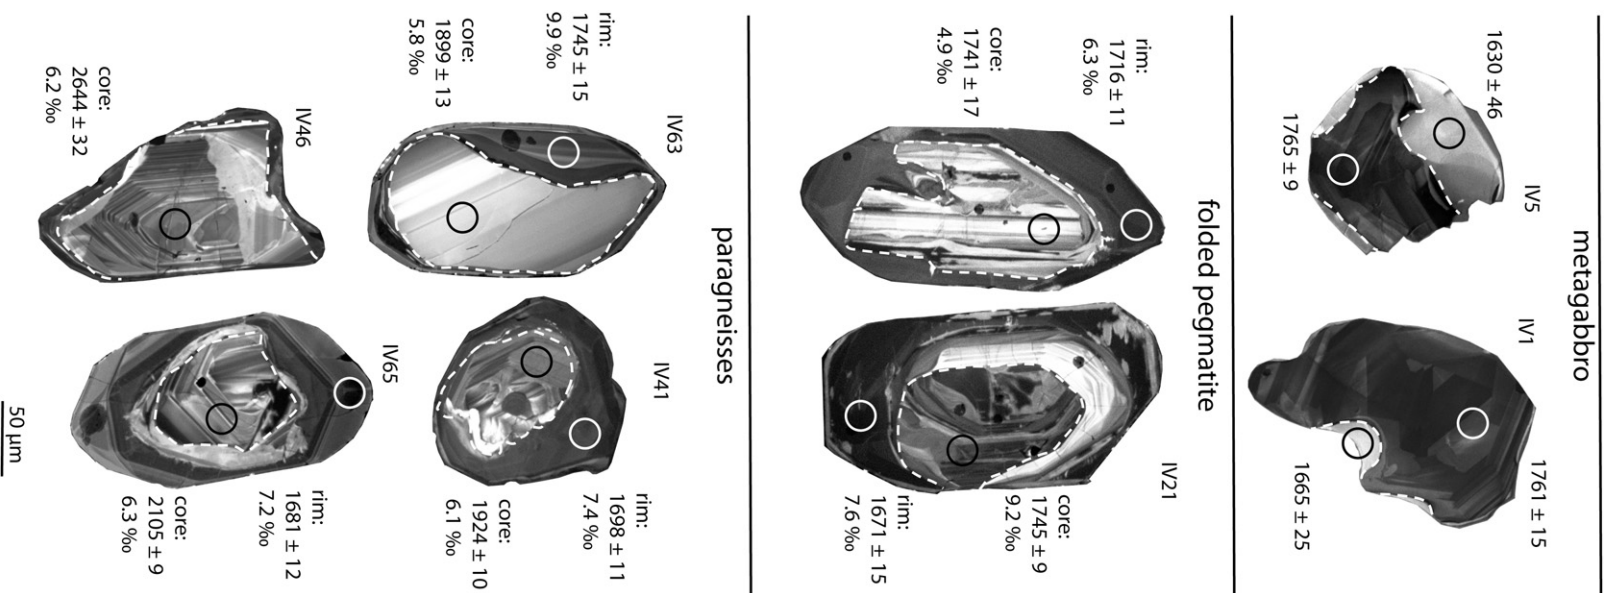 metagabbro
1630 ± 46
IV5
1765 ± 9
IV1
1761 ± 15
1665 ± 25
folded pegmatite
rim:
1716 ± 11
6.3 ‰
core:
1741 ± 17
4.9 ‰
IV21
core:
1745 ± 9
9.2 ‰
rim:
1671 ± 15
7.6 ‰
paragneisses
IV63
rim:
1745 ± 15
9.9 ‰
core:
1899 ± 13
5.8 ‰
IV41
rim:
1698 ± 11
7.4 ‰
core:
1924 ± 10
6.1 ‰
IV46
core:
2644 ± 32
6.2 ‰
IV65
rim:
1681 ± 12
7.2 ‰
core:
2105 ± 9
6.3 ‰
50 µm